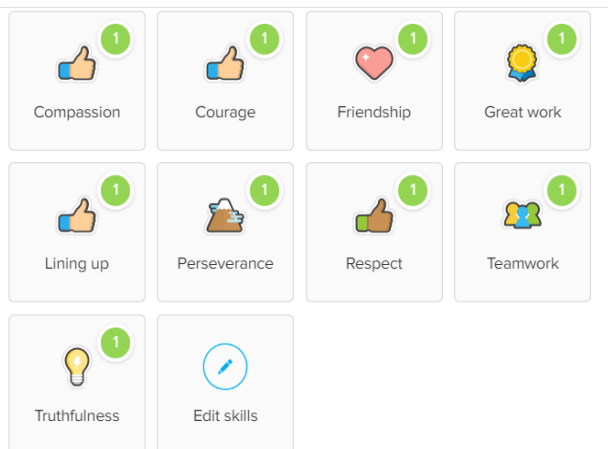 1
1
1
1
Compassion
Courage
Friendship
Great work
1
1
1
1
Lining up
Perseverance
Respect
Teamwork
1
Truthfulness
Edit skills